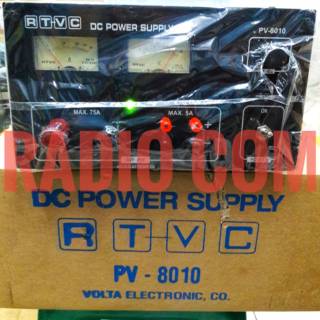 RTVC DC POWER SUPPLY
PV-8010
MAX. 75A
MAX. 5A
ON
RADIO COM
DC POWER SUPPLY
RTVC
PV - 8010
VOLTA ELECTRONIC, CO.